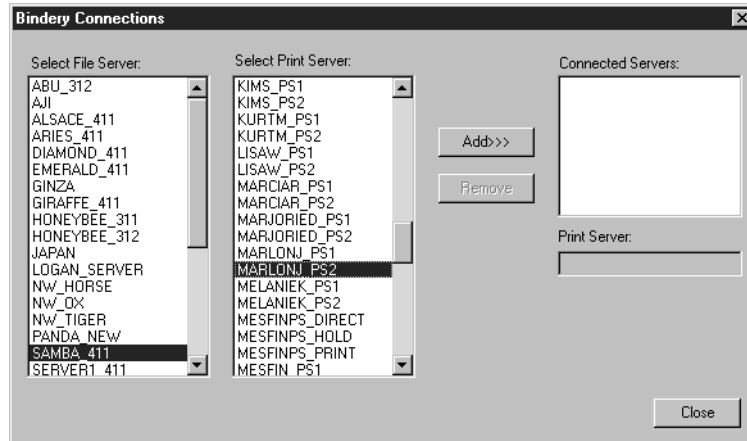 Bindery Connections
Select File Server:
ABU_312
AJI
ALSACE_411
ARIES_411
DIAMOND_411
EMERALD_411
GINZA
GIRAFFE_411
HONEYBEE_311
HONEYBEE_312
JAPAN
LOGAN_SERVER
NW_HORSE
NW_OX
NW_TIGER
PANDA_NEW
SAMBA_411
SERVER1_411
Select Print Server:
KIMS_PS1
KIMS_PS2
KURTM_PS1
KURTM_PS2
LISAW_PS1
LISAW_PS2
MARCIAR_PS1
MARCIAR_PS2
MARJORIED_PS1
MARJORIED_PS2
MARLONJ_PS1
MARLONJ_PS2
MELANIEK_PS1
MELANIEK_PS2
MESFINPS_DIRECT
MESFINPS_HOLD
MESFINPS_PRINT
MESFIN_PS1
Add>>>
Remove
Connected Servers:
Print Server:
Close